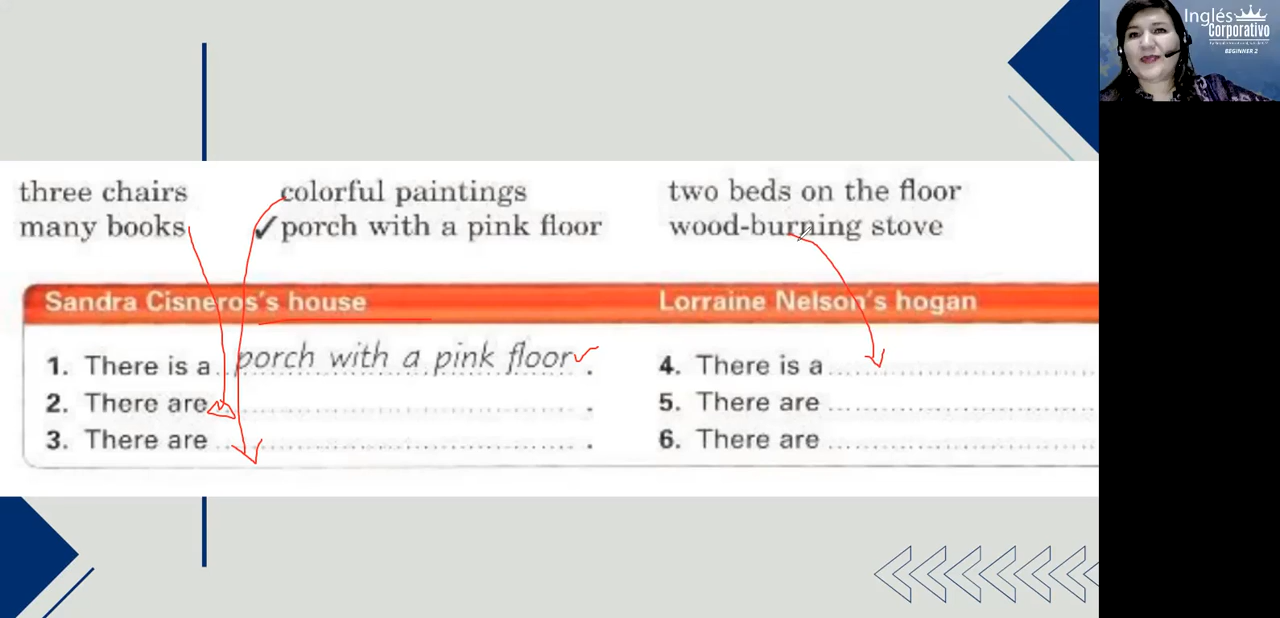 Inglés
Corporativo
BEGINNER 2
three chairs
many books
colorful paintings
✓porch with a pink floor
two beds on the floor
wood-burning stove
Sandra Cisneros's house
1. There is a porch with a pink floor.
2. There are .
3. There are .
Lorraine Nelson's hogan
4. There is a
5. There are
6. There are